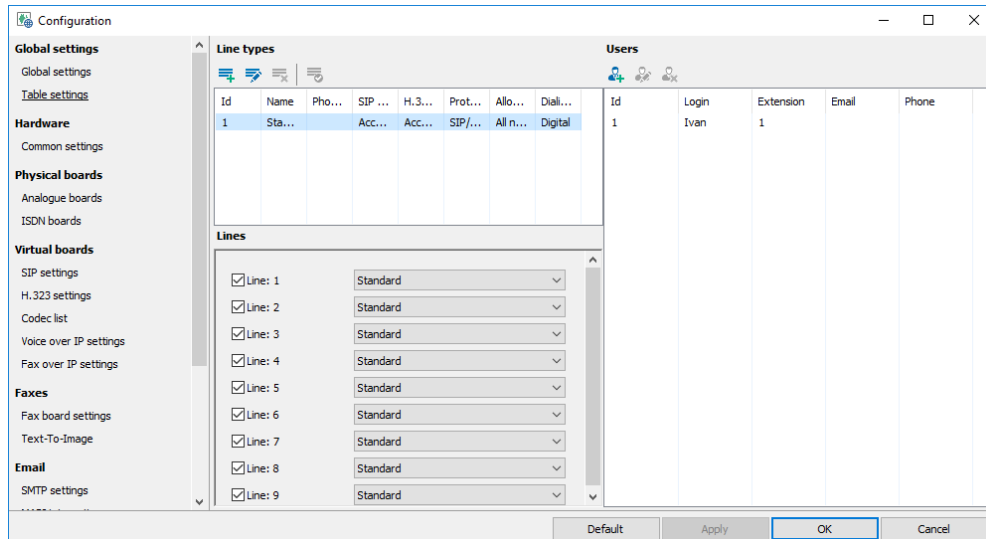 Configuration
Global settings
Global settings
Table settings
Hardware
Common settings
Physical boards
Analogue boards
ISDN boards
Virtual boards
SIP settings
H.323 settings
Codec list
Voice over IP settings
Fax over IP settings
Faxes
Fax board settings
Text-To-Image
Email
SMTP settings
Line types
Id Name Pho... SIP ... H.3... Prot... Allo... Diali...
1 Sta... Acc... Acc... SIP/... All n... Digital
Lines
Line: 1 Standard
Line: 2 Standard
Line: 3 Standard
Line: 4 Standard
Line: 5 Standard
Line: 6 Standard
Line: 7 Standard
Line: 8 Standard
Line: 9 Standard
Users
Id Login Extension Email Phone
1 Ivan 1
Default Apply OK Cancel